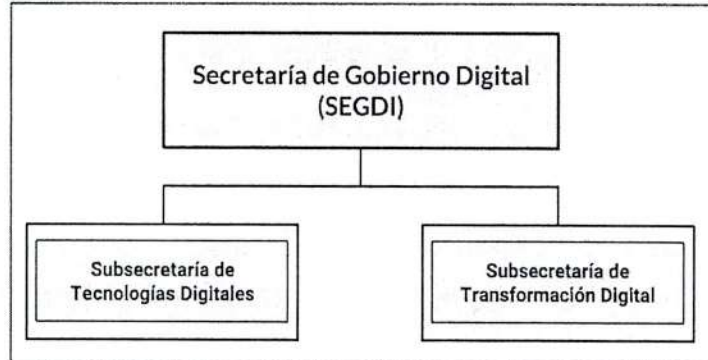 Secretaría de Gobierno Digital
(SEGDI)
Subsecretaría de
Tecnologías Digitales
Subsecretaría de
Transformación Digital